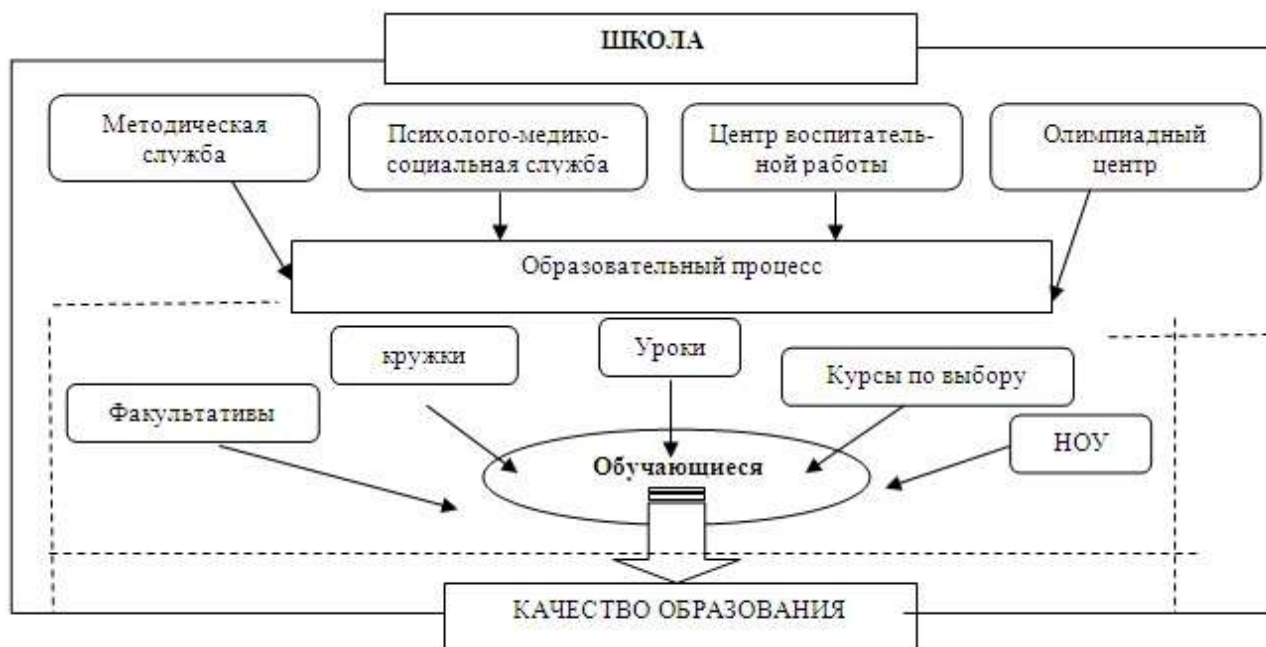 ШКОЛА
Методическая
служба
Психолого-медико-
социальная служба
Центр воспитатель-
ной работы
Олимпиадный
центр
Образовательный процесс
кружки
Уроки
Курсы по выбору
Факультативы
НОУ
Обучающиеся
КАЧЕСТВО ОБРАЗОВАНИЯ